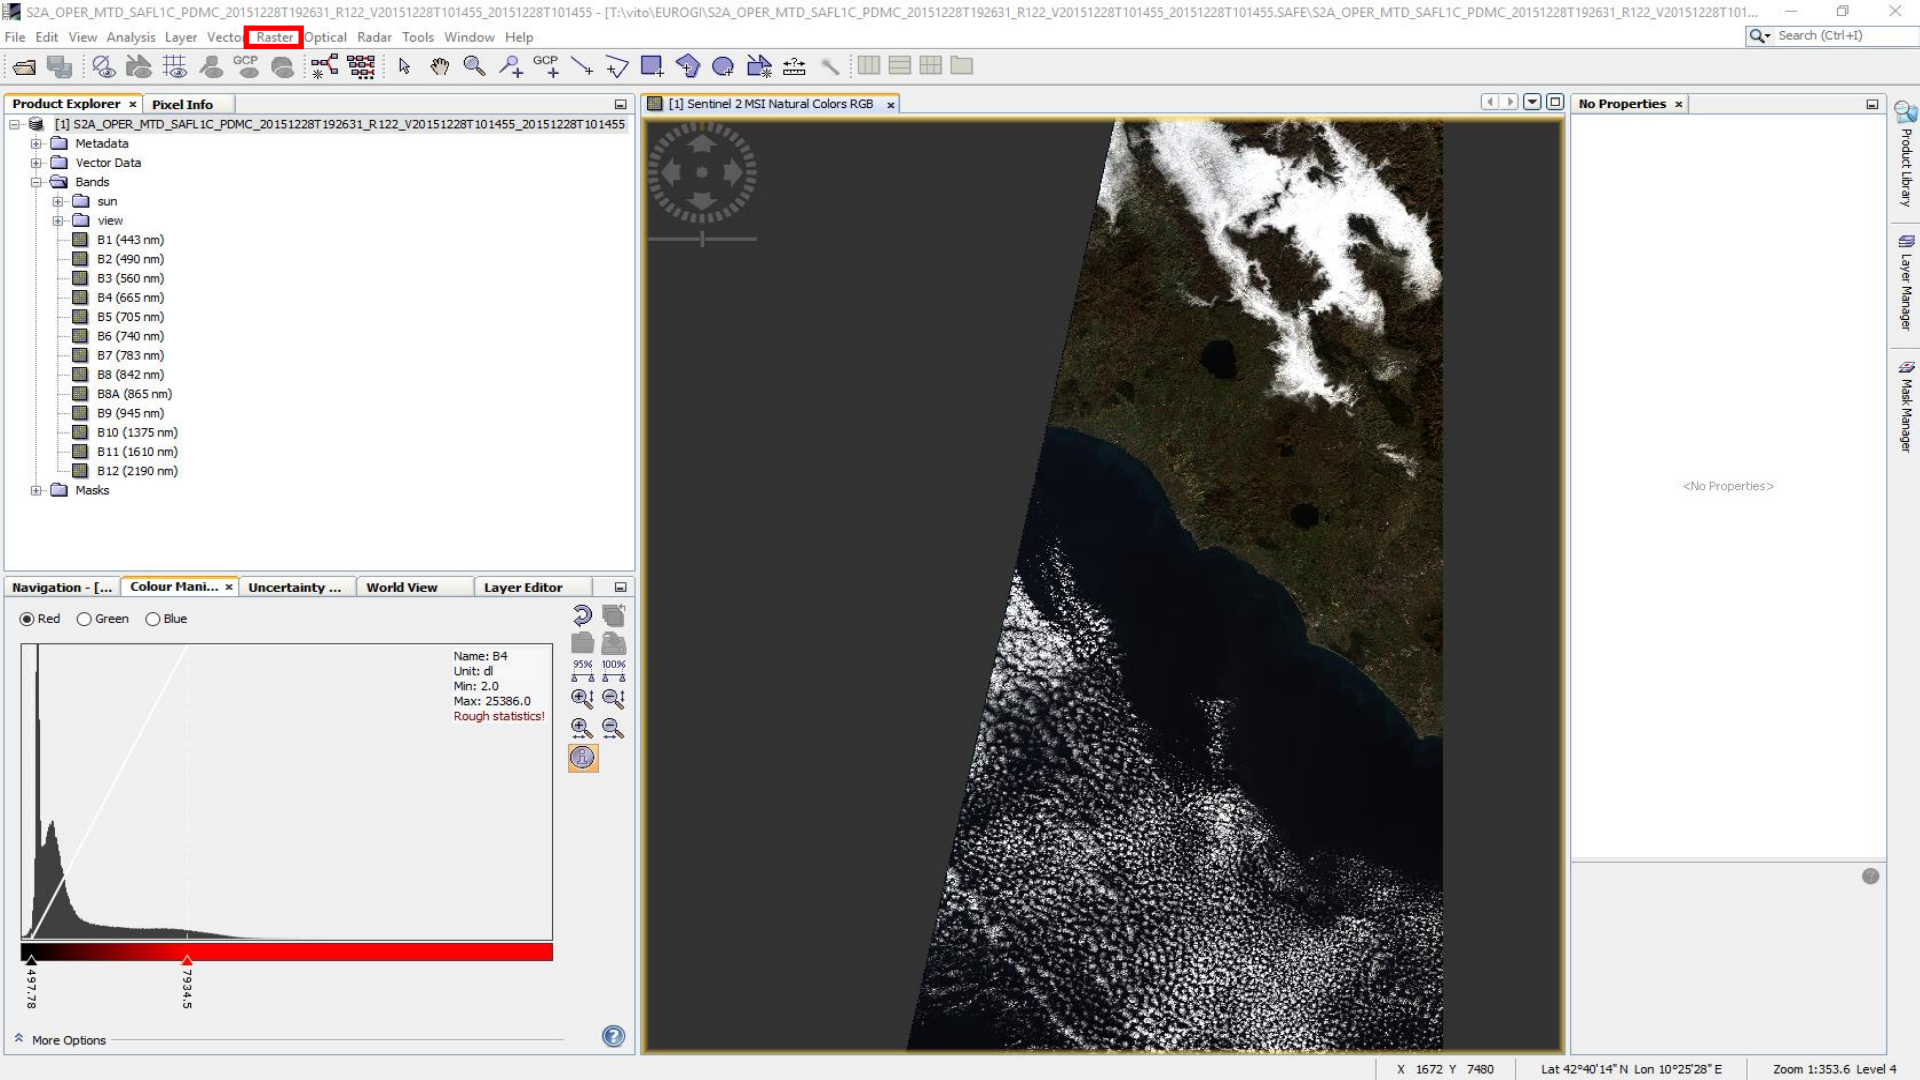 S2A_OPER_MTD_SAFL1C_PDMC_20151228T192631_R122_V20151228T101455_20151228T101455 - [T:\vito\EUROGI\S2A_OPER_MTD_SAFL1C_PDMC_20151228T192631_R122_V20151228T101455_20151228T101455.SAFE\S2A_OPER_MTD_SAFL1C_PDMC_20151228T192631_R122_V20151228T101...
File Edit View Analysis Layer Vector Raster Optical Radar Tools Window Help
Search (Ctrl+I)
GCP GCP
Product Explorer × Pixel Info
[1] Sentinel 2 MSI Natural Colors RGB ×
No Properties ×
[1] S2A_OPER_MTD_SAFL1C_PDMC_20151228T192631_R122_V20151228T101455_20151228T101455
Metadata
Vector Data
Bands
sun
view
B1 (443 nm)
B2 (490 nm)
B3 (560 nm)
B4 (665 nm)
B5 (705 nm)
B6 (740 nm)
B7 (783 nm)
B8 (842 nm)
B8A (865 nm)
B9 (945 nm)
B10 (1375 nm)
B11 (1610 nm)
B12 (2190 nm)
Masks
<No Properties>
Product Library
Layer Manager
Mask Manager
Navigation - [... Colour Mani... × Uncertainty ... World View Layer Editor
Red Green Blue
Name: B4
Unit: dl
Min: 2.0
Max: 25386.0
Rough statistics!
95% 100%
497.78
7934.5
More Options
X 1672 Y 7480 Lat 42°40'14" N Lon 10°25'28" E Zoom 1:353.6 Level 4